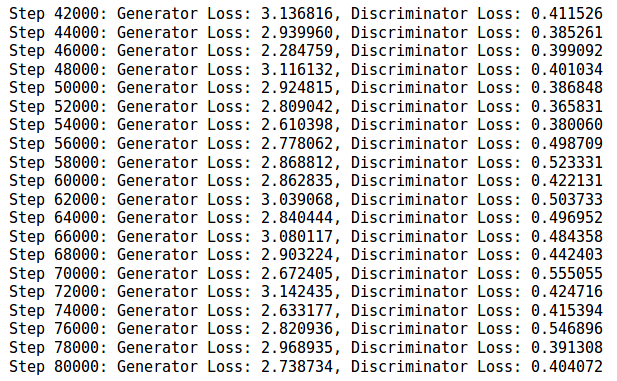 Step 42000: Generator Loss: 3.136816, Discriminator Loss: 0.411526
Step 44000: Generator Loss: 2.939960, Discriminator Loss: 0.385261
Step 46000: Generator Loss: 2.284759, Discriminator Loss: 0.399092
Step 48000: Generator Loss: 3.116132, Discriminator Loss: 0.401034
Step 50000: Generator Loss: 2.924815, Discriminator Loss: 0.386848
Step 52000: Generator Loss: 2.809042, Discriminator Loss: 0.365831
Step 54000: Generator Loss: 2.610398, Discriminator Loss: 0.380060
Step 56000: Generator Loss: 2.778062, Discriminator Loss: 0.498709
Step 58000: Generator Loss: 2.868812, Discriminator Loss: 0.523331
Step 60000: Generator Loss: 2.862835, Discriminator Loss: 0.422131
Step 62000: Generator Loss: 3.039068, Discriminator Loss: 0.503733
Step 64000: Generator Loss: 2.840444, Discriminator Loss: 0.496952
Step 66000: Generator Loss: 3.080117, Discriminator Loss: 0.484358
Step 68000: Generator Loss: 2.903224, Discriminator Loss: 0.442403
Step 70000: Generator Loss: 2.672405, Discriminator Loss: 0.555055
Step 72000: Generator Loss: 3.142435, Discriminator Loss: 0.424716
Step 74000: Generator Loss: 2.633177, Discriminator Loss: 0.415394
Step 76000: Generator Loss: 2.820936, Discriminator Loss: 0.546896
Step 78000: Generator Loss: 2.968935, Discriminator Loss: 0.391308
Step 80000: Generator Loss: 2.738734, Discriminator Loss: 0.404072